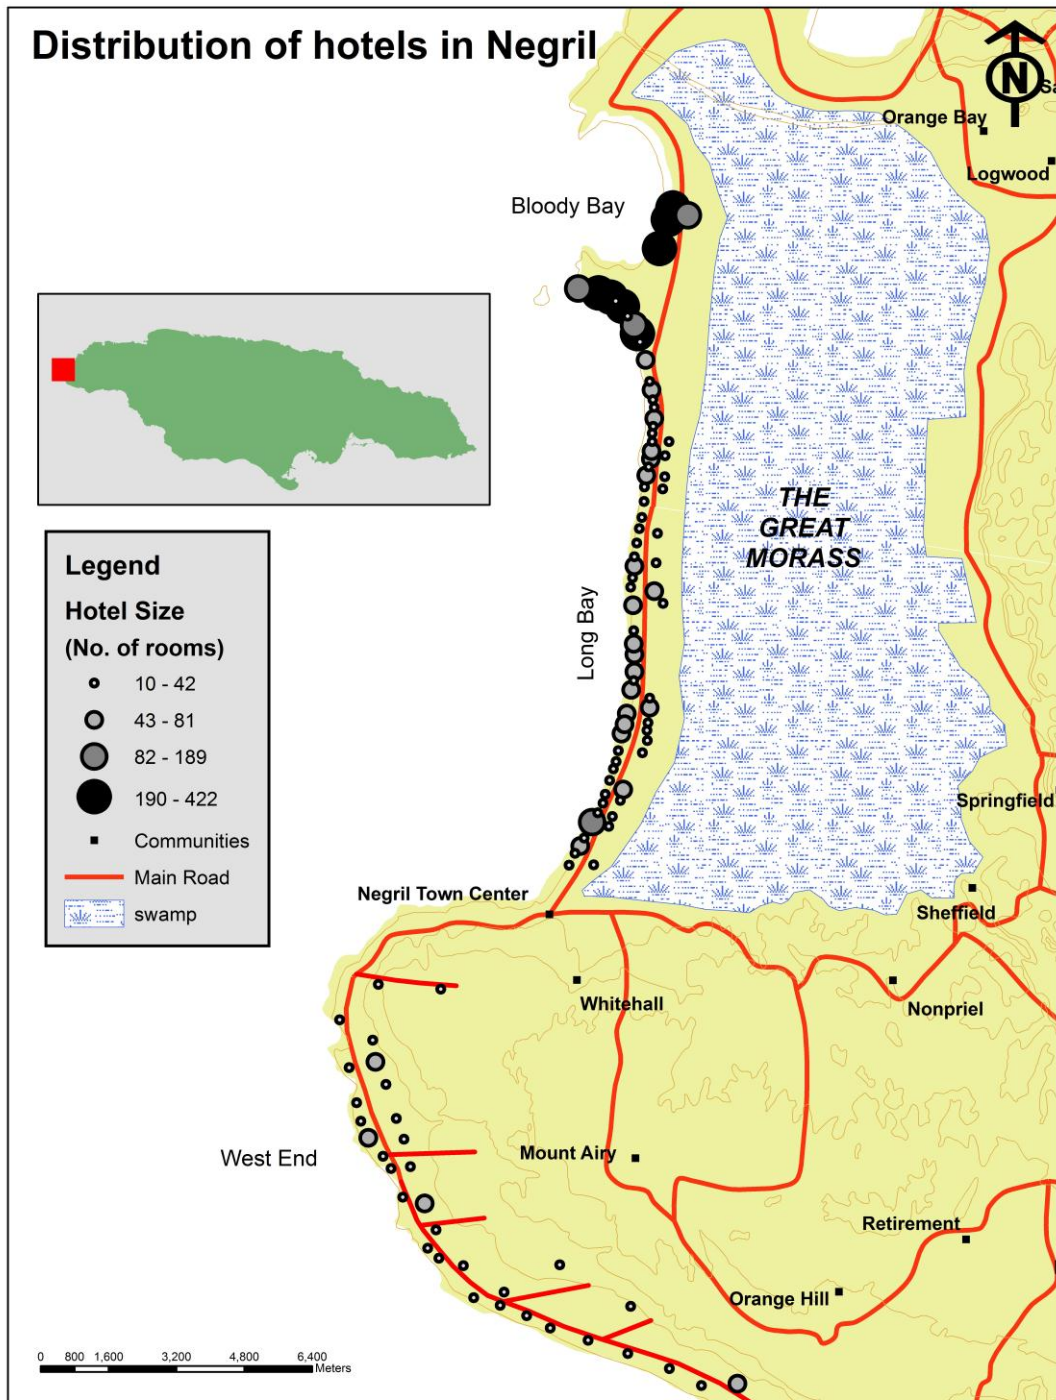 Distribution of hotels in Negril
N
Orange Bay
Logwood
Bloody Bay
THE
GREAT
MORASS
Long Bay
Legend
Hotel Size
(No. of rooms)
10 - 42
43 - 81
82 - 189
190 - 422
Communities
Main Road
swamp
Springfield
Negril Town Center
Sheffield
Whitehall
Nonpriel
West End
Mount Airy
Retirement
Orange Hill
0 800 1,600 3,200 4,800 6,400
Meters